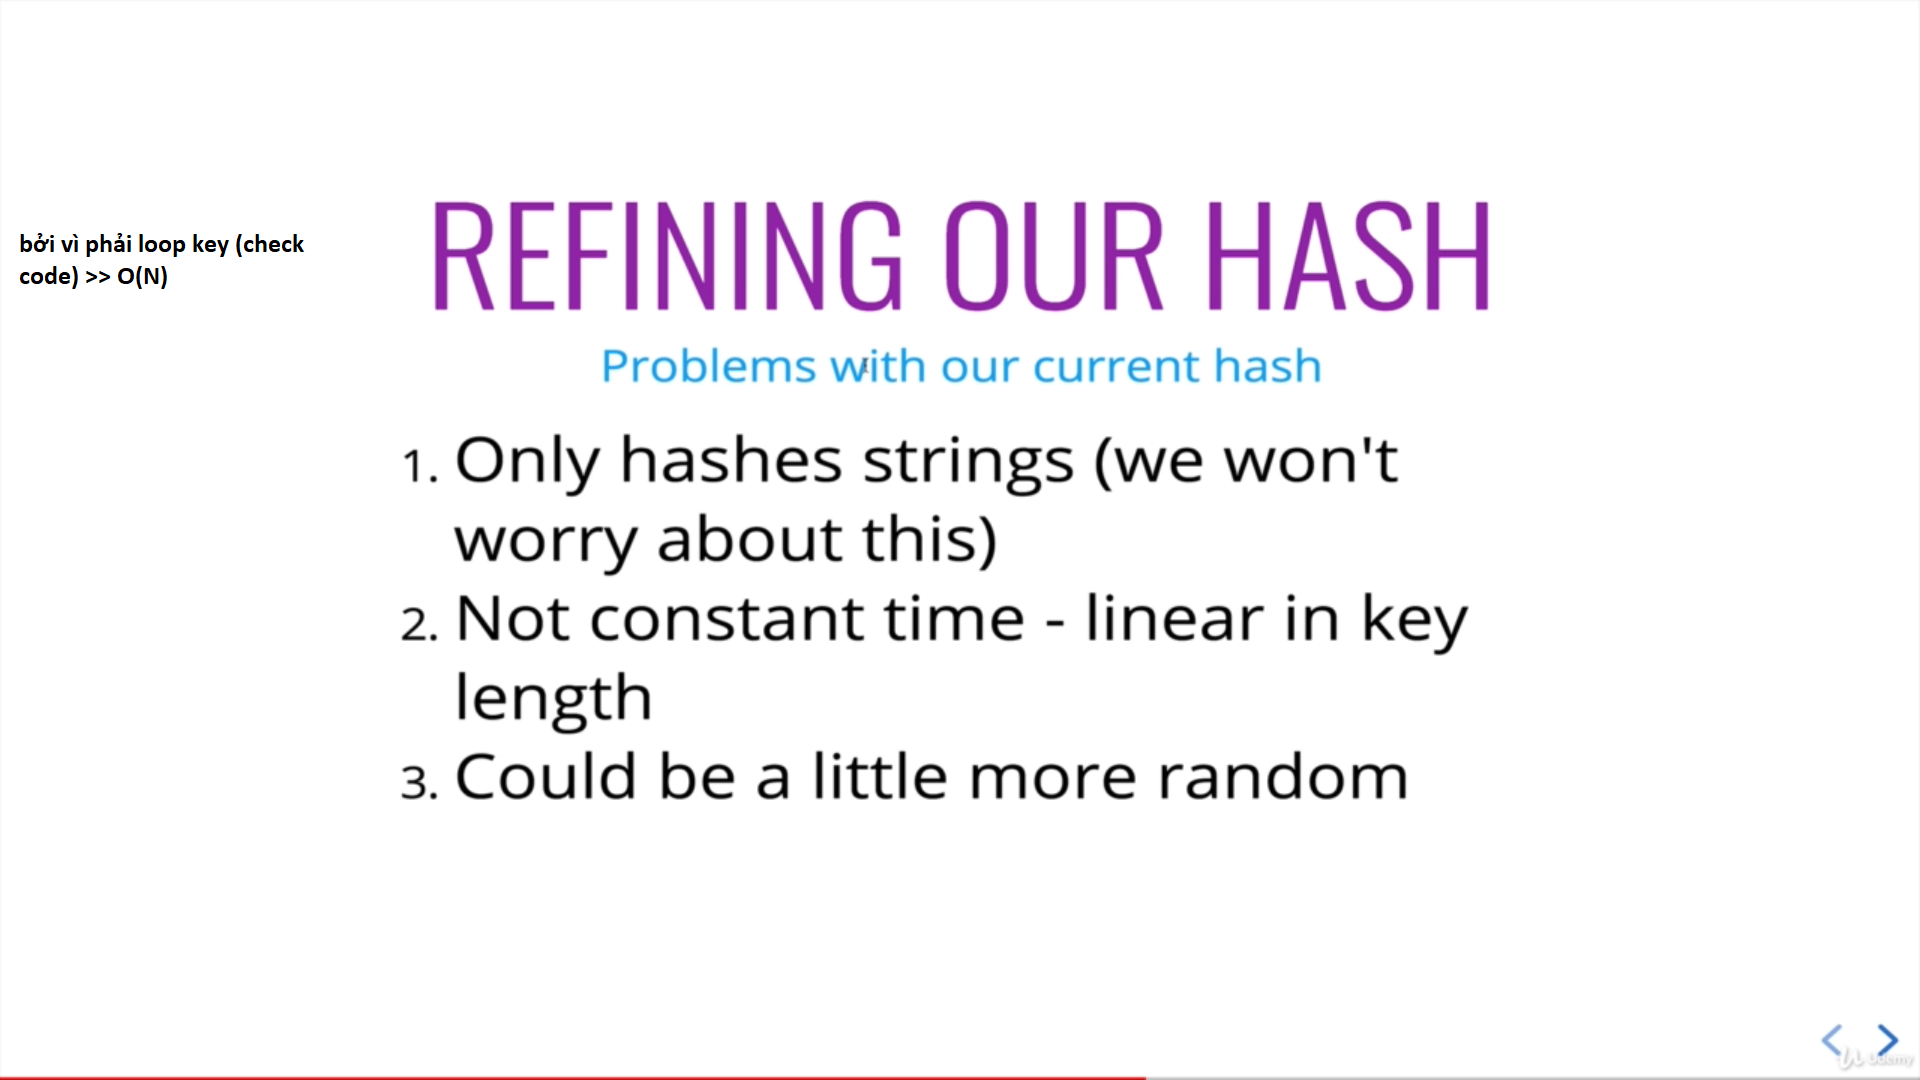 bởi vì phải loop key (check
code) >> O(N)
REFINING OUR HASH
Problems with our current hash
1. Only hashes strings (we won't
worry about this)
2. Not constant time - linear in key
length
3. Could be a little more random
Udemy